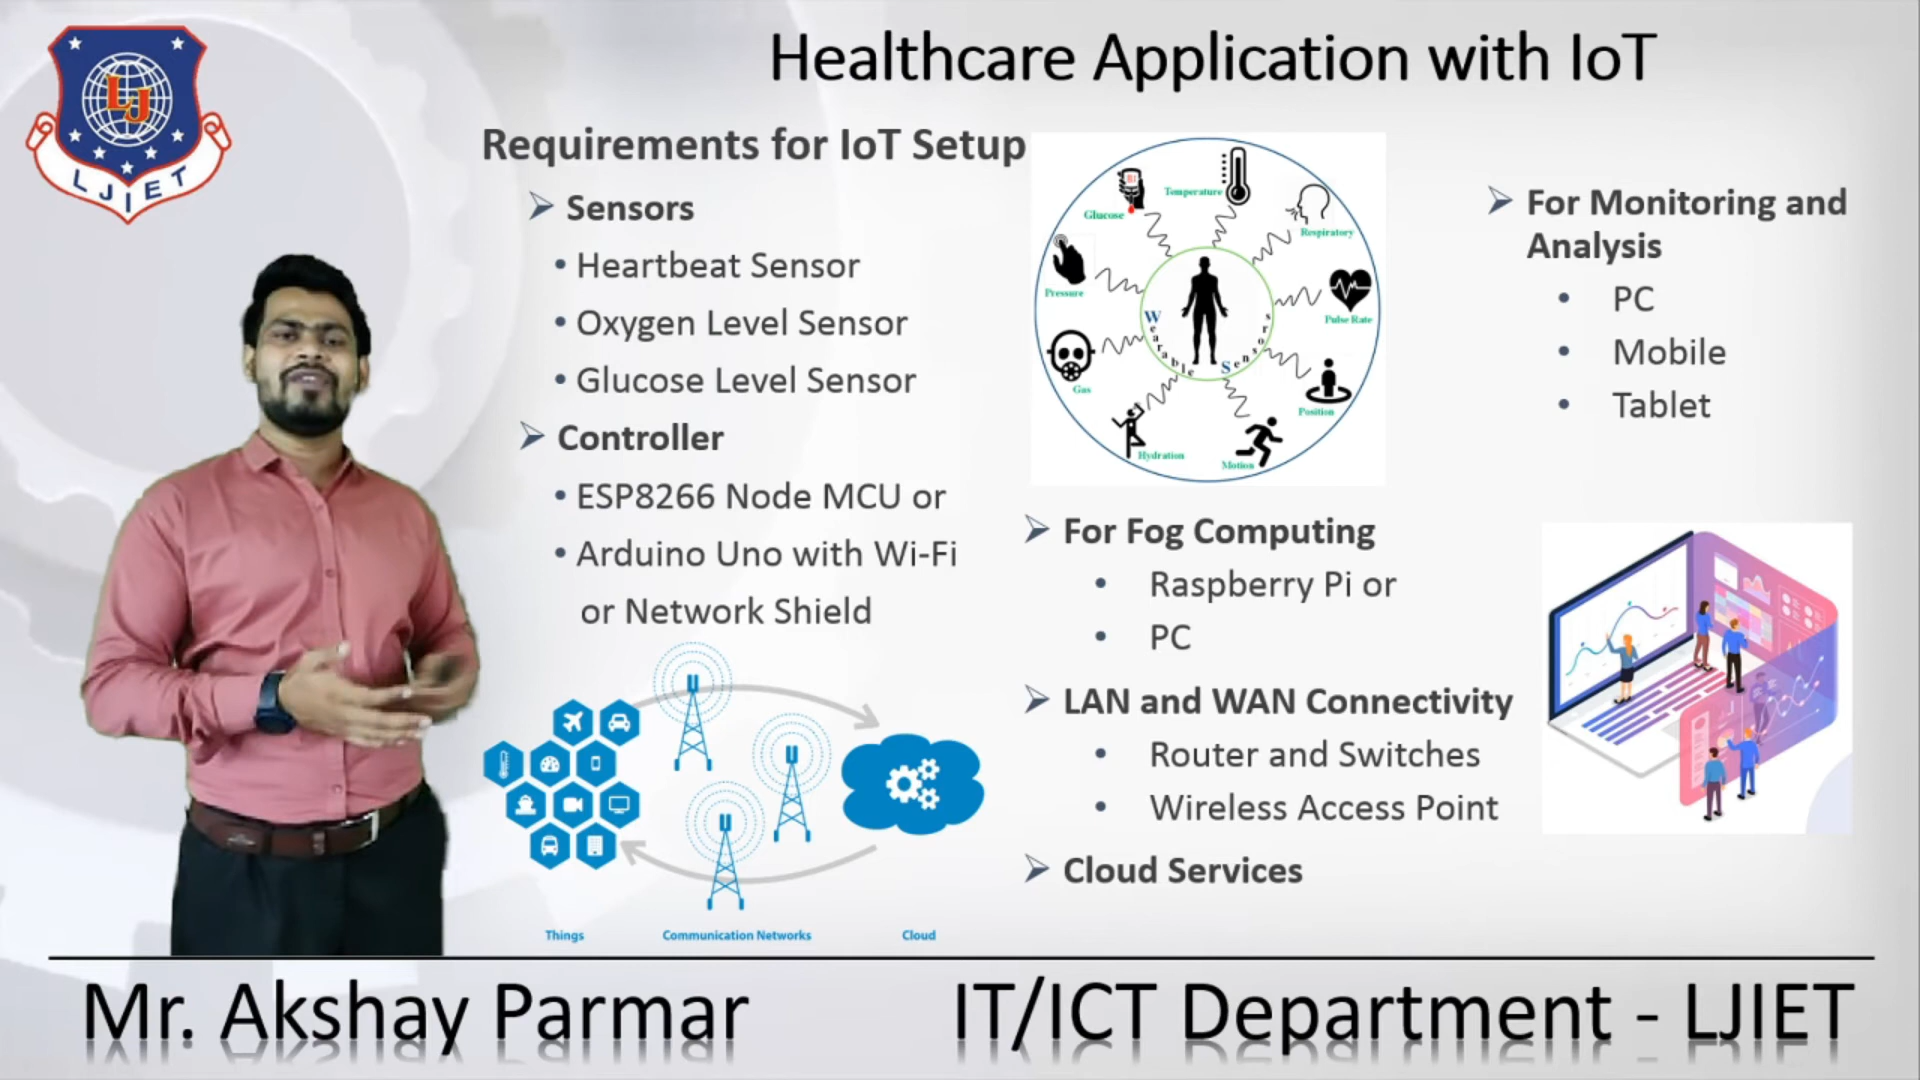 Healthcare Application with IoT
LJ
LJIET
Requirements for IoT Setup
Sensors
Heartbeat Sensor
Oxygen Level Sensor
Glucose Level Sensor
Controller
ESP8266 Node MCU or
Arduino Uno with Wi-Fi
or Network Shield
Things
Communication Networks
Cloud
Glucose
Temperature
Respiratory
Pressure
Pulse Rate
Gas
Position
Hydration
Motion
Wearable Sensors
For Fog Computing
Raspberry Pi or
PC
LAN and WAN Connectivity
Router and Switches
Wireless Access Point
Cloud Services
For Monitoring and
Analysis
PC
Mobile
Tablet
Mr. Akshay Parmar
IT/ICT Department - LJIET